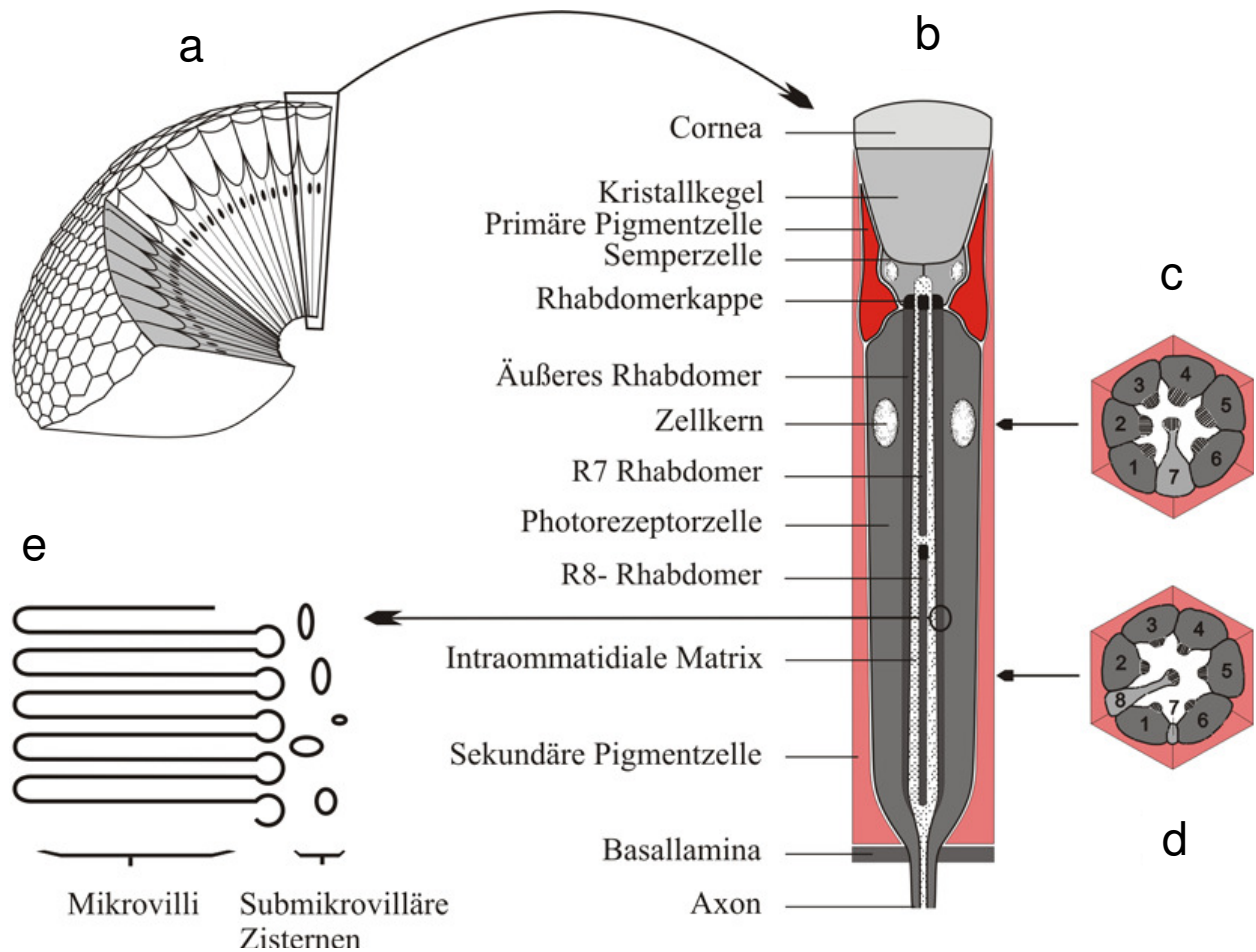 a
b
Cornea
Kristallkegel
Primäre Pigmentzelle
Semperzelle
Rhabdomerkappe
Äußeres Rhabdomer
Zellkern
R7 Rhabdomer
Photorezeptorzelle
R8- Rhabdomer
Intraommatidiale Matrix
Sekundäre Pigmentzelle
Basallamina
Axon
c
3 4
2 5
1 7 6
3 4
2 5
8
1 7 6
d
e
Mikrovilli
Submikrovilläre
Zisternen